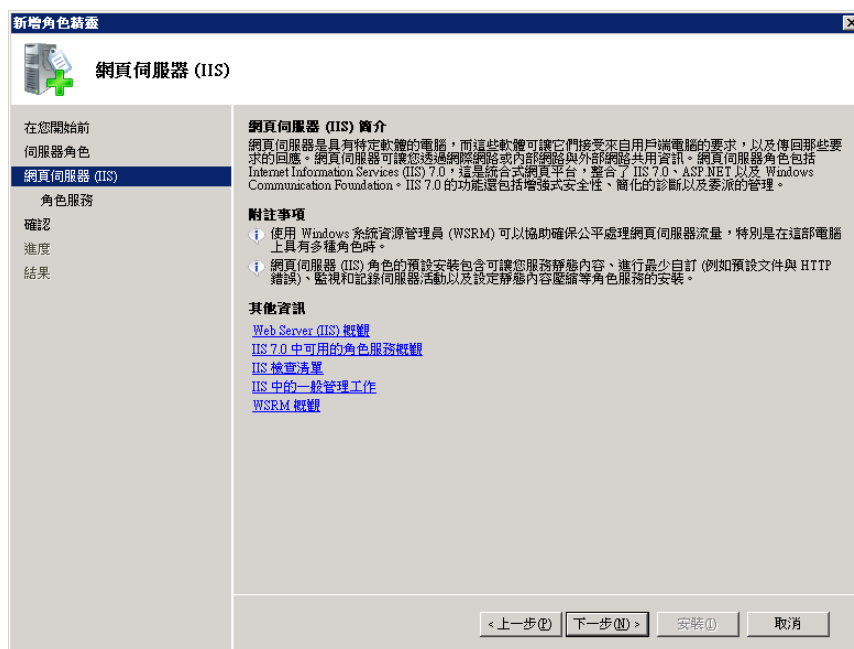 新增角色精靈
網頁伺服器 (IIS)
在您開始前
伺服器角色
網頁伺服器 (IIS)
角色服務
確認
進度
結果
網頁伺服器 (IIS) 簡介
網頁伺服器是具有特定軟體的電腦，而這些軟體可讓它們接受來自用戶端電腦的要求，以及傳回那些要
求的回應。網頁伺服器可讓您透過網際網路或內部網路與外部網路共用資訊。網頁伺服器角色包括
Internet Information Services (IIS) 7.0，這是統合式網頁平台，整合了 IIS 7.0、ASP.NET 以及 Windows
Communication Foundation。IIS 7.0 的功能還包括增強式安全性、簡化的診斷以及委派的管理。
附註事項
使用 Windows 系統資源管理員 (WSRM) 可以協助確保公平處理網頁伺服器流量，特別是在這部電腦
上具有多種角色時。
網頁伺服器 (IIS) 角色的預設安裝包含可讓您服務靜態內容、進行最少自訂 (例如預設文件與 HTTP
錯誤)、監視和記錄伺服器活動以及設定靜態內容壓縮等角色服務的安裝。
其他資訊
Web Server (IIS) 概觀
IIS 7.0 中可用的角色服務概觀
IIS 檢查清單
IIS 中的一般管理工作
WSRM 概觀
< 上一步(P)
下一步(N) >
安裝(I)
取消